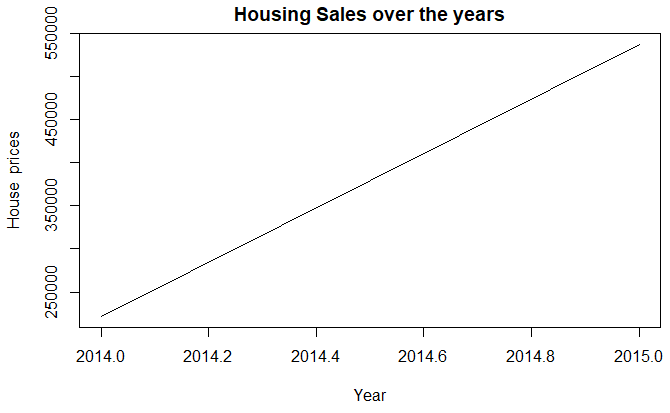 Housing Sales over the years
550000
450000
350000
250000
House prices
2014.0 2014.2 2014.4 2014.6 2014.8 2015.0
Year